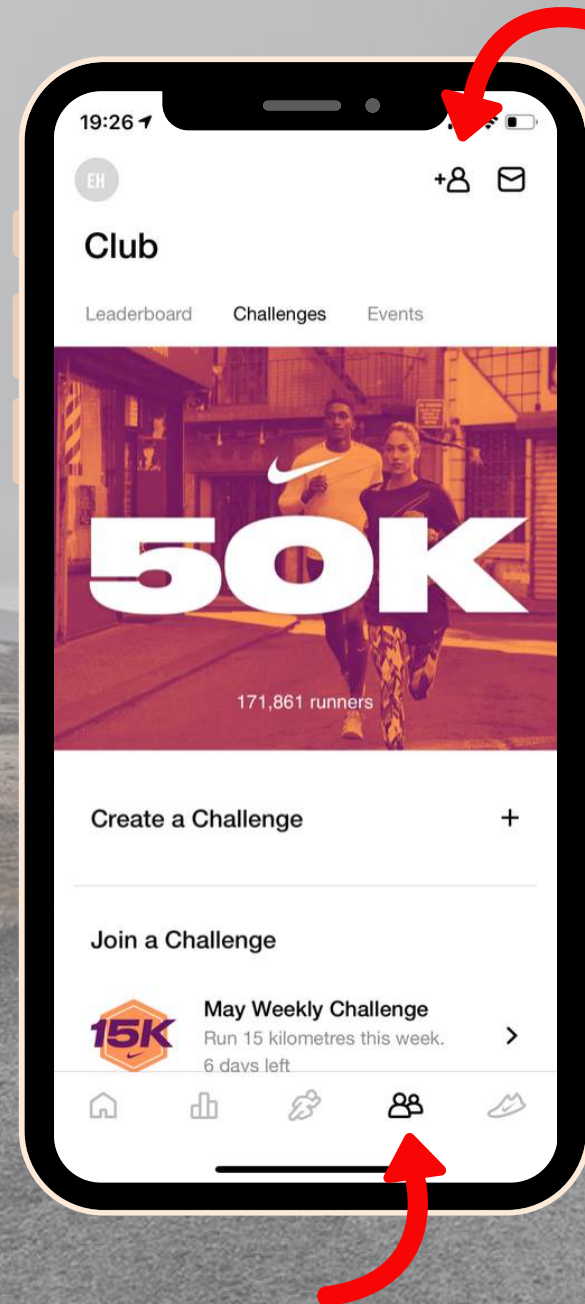 19:26
EH
Club
Leaderboard Challenges Events
50K
171,861 runners
Create a Challenge +
Join a Challenge
15K
May Weekly Challenge
Run 15 kilometres this week.
6 days left